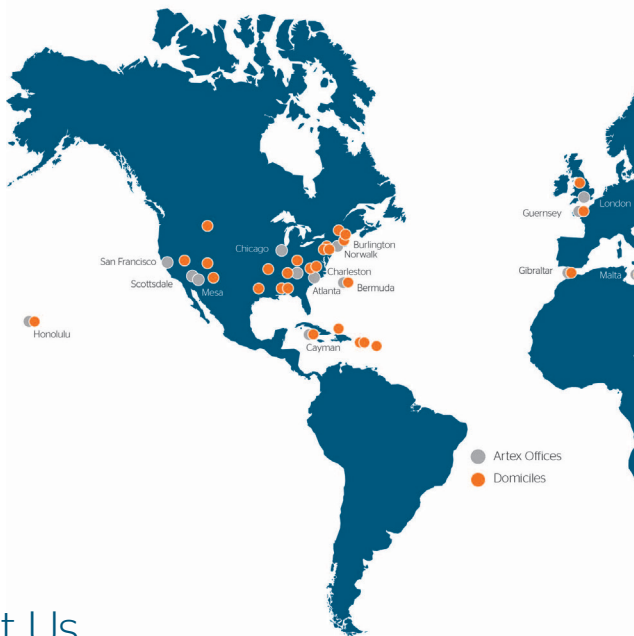 London
Guernsey
Chicago
Burlington
Norwalk
San Francisco
Gibraltar
Malta
Charleston
Scottsdale
Mesa
Atlanta
Bermuda
Honolulu
Cayman
Artex Offices
Domiciles
t Us